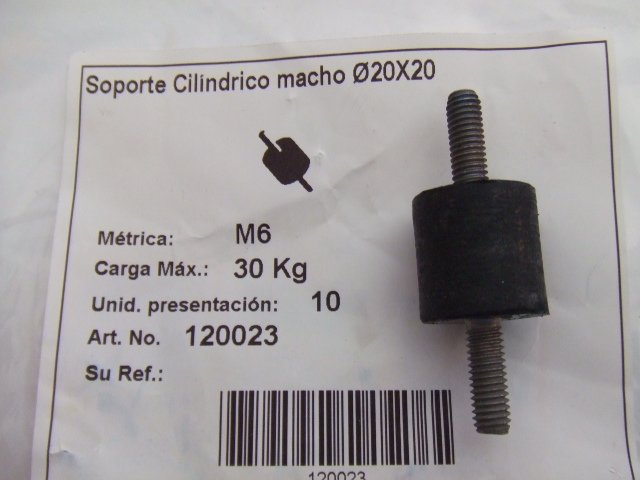 Soporte Cilíndrico macho Ø20X20
Métrica: M6
Carga Máx.: 30 Kg
Unid. presentación: 10
Art. No. 120023
Su Ref.:
120023